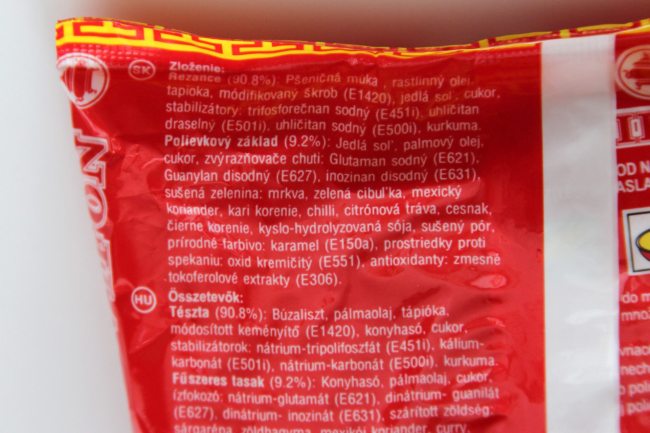 SK
Zloženie:
Rezance (90.8%): Pšeničná múka , rastlinný olej,
tapioka, módifikovaný škrob (E1420), jedlá soľ , cukor,
stabilizátory: trifosforečnan sodný (E451i), uhličitan
draselný (E501i), uhličitan sodný (E500i), kurkuma.
Polievkový základ (9.2%): Jedlá soľ, palmový olej,
cukor, zvýrazňovače chuti: Glutaman sodný (E621),
Guanylan disodný (E627), inozinan disodný (E631),
sušená zelenina: mrkva, zelená cibuľka, mexický
koriander, kari korenie, chilli, citrónová tráva, cesnak,
čierne korenie, kyslo-hydrolyzovaná sója, sušený pór,
prírodné farbivo: karamel (E150a), prostriedky proti
spekaniu: oxid kremičitý (E551), antioxidanty: zmesné
tokoferolové extrakty (E306).
HU
Összetevők:
Tészta (90.8%): Búzaliszt, pálmaolaj, tápióka,
módosított keményítő (E1420), konyhasó, cukor,
stabilizátorok: nátrium-tripolifoszfát (E451i), kálium-
karbonát (E501i), nátrium-karbonát (E500i), kurkuma.
Fűszeres tasak (9.2%): Konyhasó, pálmaolaj, cukor,
ízfokozó: nátrium-glutamát (E621), dinátrium- guanilát
(E627), dinátrium- inozinát (E631), szárított zöldség:
sárgarépa, zöldhagyma, mexikói koriander, curry,